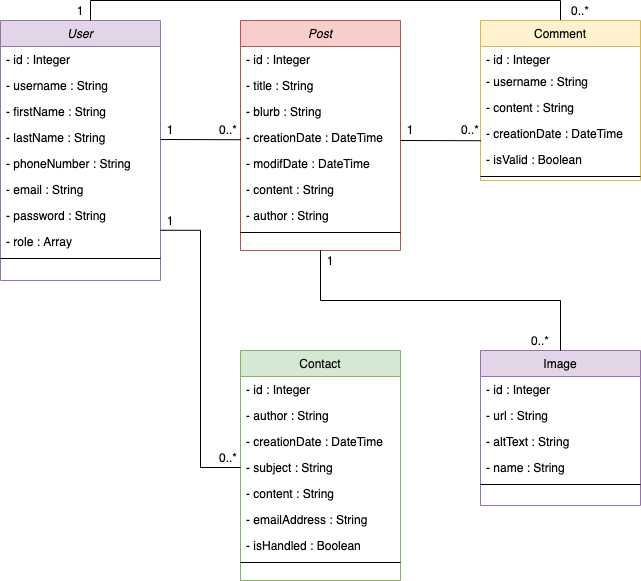 1
0..*
User
- id : Integer
- username : String
- firstName : String
- lastName : String
- phoneNumber : String
- email : String
- password : String
- role : Array
1
0..*
1
Post
- id : Integer
- title : String
- blurb : String
- creationDate : DateTime
- modifDate : DateTime
- content : String
- author : String
1
0..*
1
Comment
- id : Integer
- username : String
- content : String
- creationDate : DateTime
- isValid : Boolean
0..*
0..*
Contact
- id : Integer
- author : String
- creationDate : DateTime
- subject : String
- content : String
- emailAddress : String
- isHandled : Boolean
Image
- id : Integer
- url : String
- altText : String
- name : String